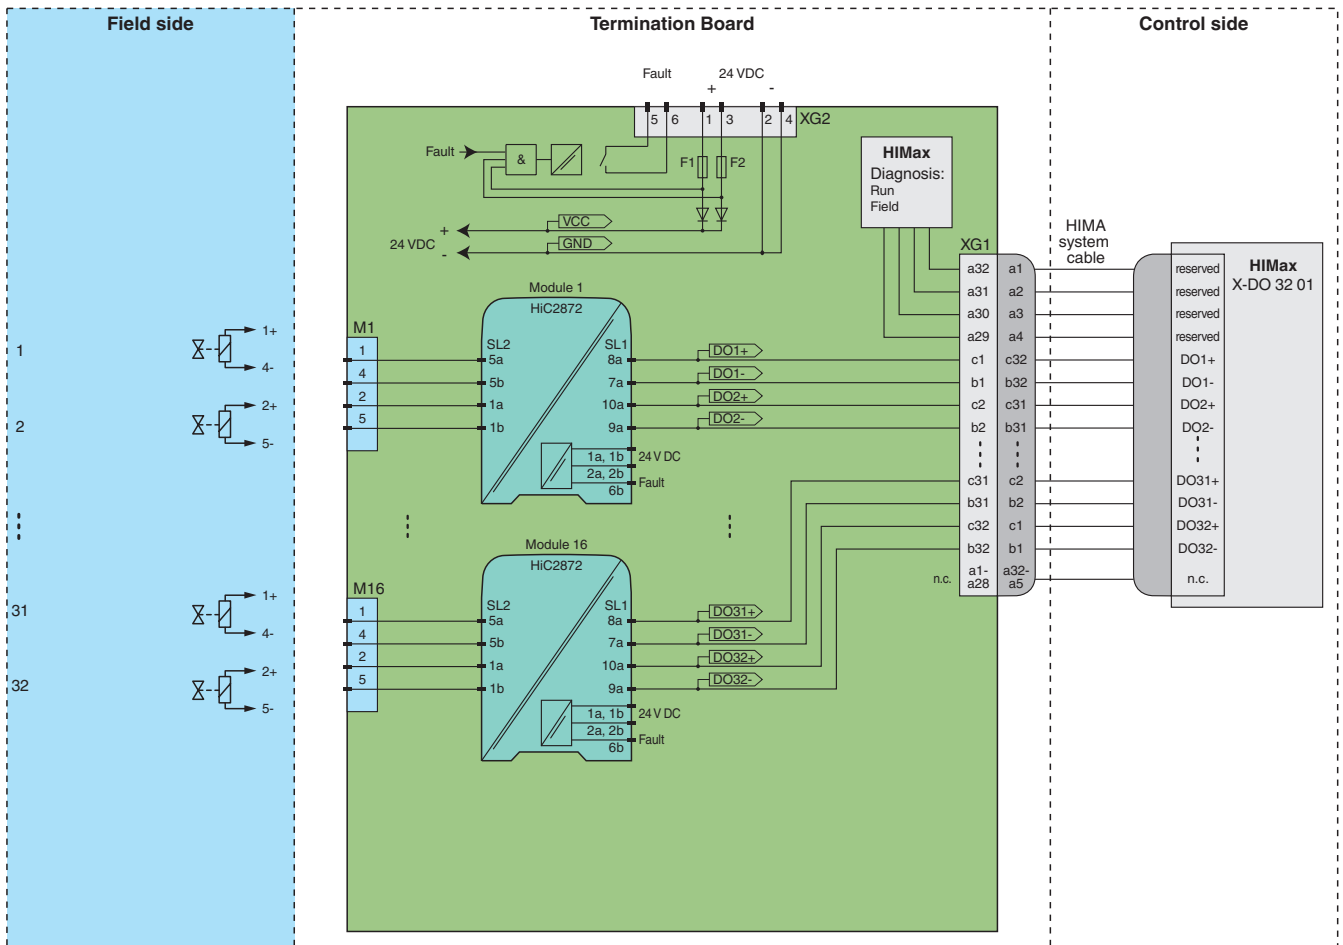 Field side
Termination Board
Control side
Fault
24 VDC
+
-
5 6 1 3 2 4 XG2
Fault
&
F1
F2
HIMax
Diagnosis:
Run
Field
VCC
+
24 VDC
-
GND
XG1
HIMA
system
cable
HIMax
X-DO 32 01
a32 a1 reserved
a31 a2 reserved
a30 a3 reserved
a29 a4 reserved
c1 c32 DO1+
b1 b32 DO1-
c2 c31 DO2+
b2 b31 DO2-
c31 c2 DO31+
b31 b2 DO31-
c32 c1 DO32+
b32 b1 DO32-
n.c. a1-a28 a32-a5 n.c.
Module 1
HiC2872
M1
SL2
SL1
1
1+
4-
1 5a 8a DO1+
4 5b 7a DO1-
2 1a 10a DO2+
5 1b 9a DO2-
2
2+
5-
1a, 1b
24 V DC
2a, 2b
Fault
6b
Module 16
HiC2872
M16
SL2
SL1
31
1+
4-
1 5a 8a DO31+
4 5b 7a DO31-
2 1a 10a DO32+
5 1b 9a DO32-
32
2+
5-
1a, 1b
24 V DC
2a, 2b
Fault
6b